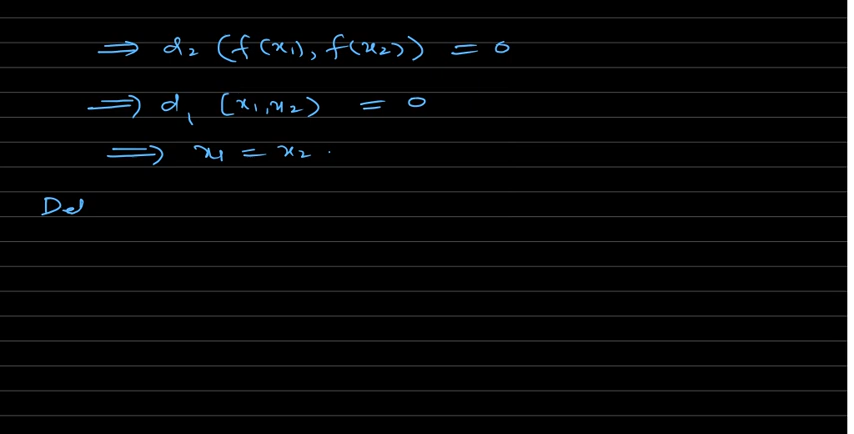 ⟹ d₂ (f(x₁), f(x₂)) = 0
⟹ d₁ (x₁, x₂) = 0
⟹ x₁ = x₂ .
Def